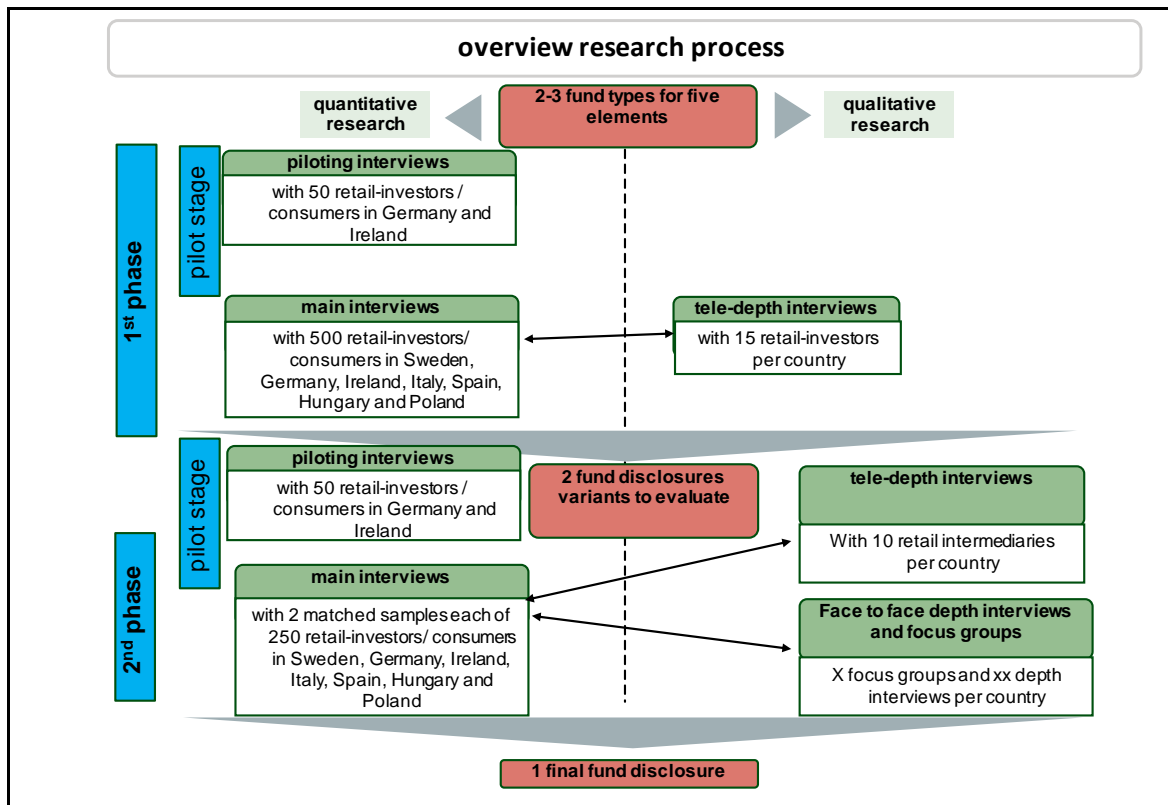 overview research process
quantitative
research
2-3 fund types for five
elements
qualitative
research
1st phase
pilot stage
piloting interviews
with 50 retail-investors /
consumers in Germany and
Ireland
main interviews
with 500 retail-investors/
consumers in Sweden,
Germany, Ireland, Italy, Spain,
Hungary and Poland
tele-depth interviews
with 15 retail-investors
per country
2nd phase
pilot stage
piloting interviews
with 50 retail-investors /
consumers in Germany and
Ireland
2 fund disclosures
variants to evaluate
tele-depth interviews
With 10 retail intermediaries
per country
main interviews
with 2 matched samples each of
250 retail-investors/ consumers
in Sweden, Germany, Ireland,
Italy, Spain, Hungary and
Poland
Face to face depth interviews
and focus groups
X focus groups and xx depth
interviews per country
1 final fund disclosure